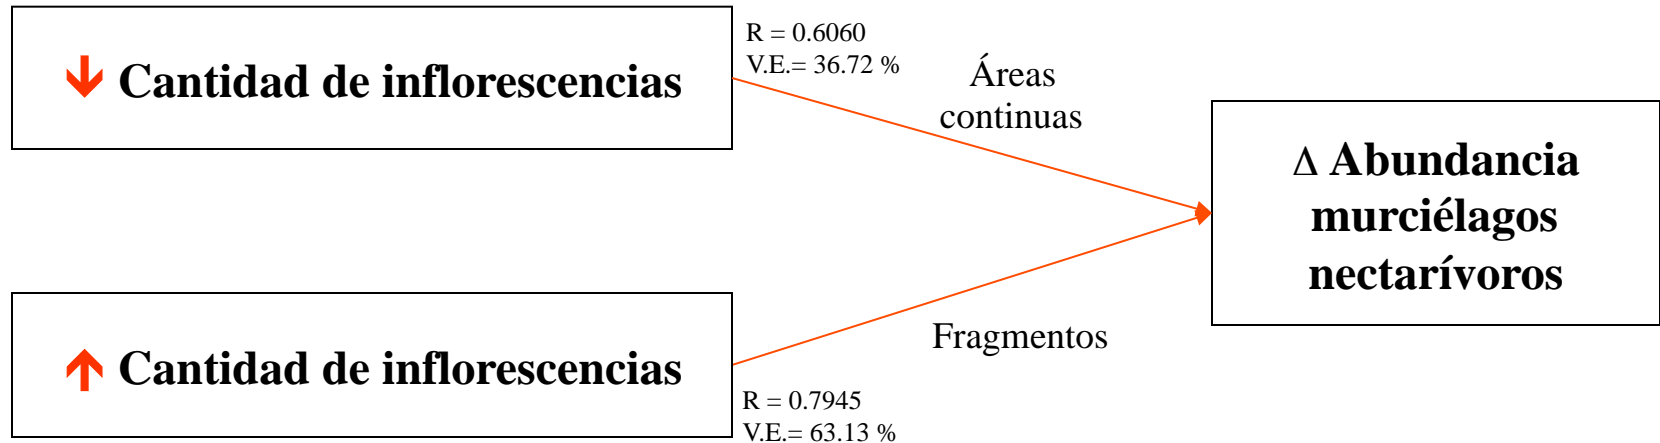 R = 0.6060
V.E.= 36.72 %
↓ Cantidad de inflorescencias
Áreas
continuas
Δ Abundancia
murciélagos
nectarívoros
Fragmentos
↑ Cantidad de inflorescencias
R = 0.7945
V.E.= 63.13 %